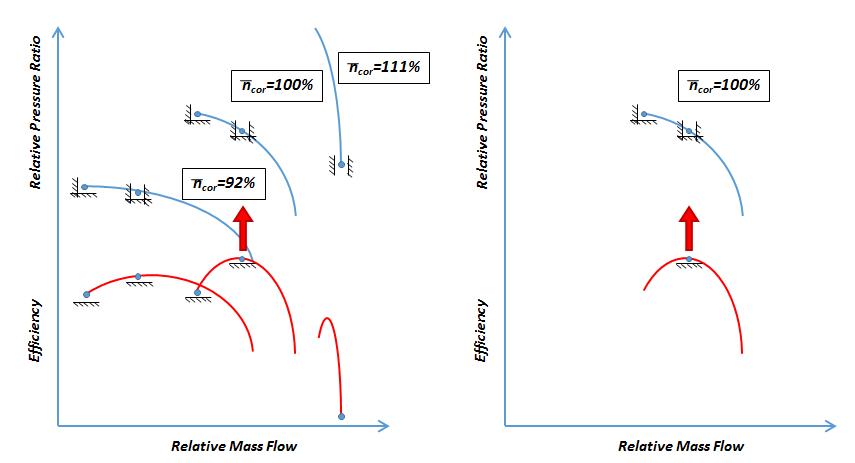 Relative Pressure Ratio
Efficiency
n̅cor=111%
n̅cor=100%
n̅cor=92%
Relative Mass Flow
Relative Pressure Ratio
Efficiency
n̅cor=100%
Relative Mass Flow